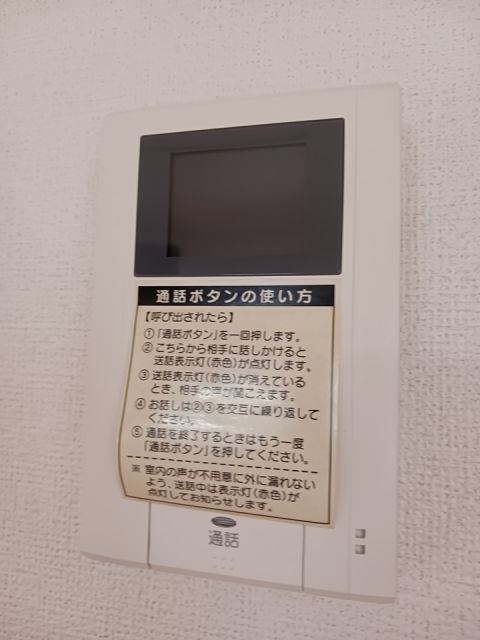 通話ボタンの使い方
【呼び出されたら】
①「通話ボタン」を一回押します。
②こちらから相手に話しかけると
送話表示灯(赤色)が点灯します。
③送話表示灯(赤色)が消えている
とき、相手の声が聞こえます。
④お話しは②③を交互に繰り返して
ください。
⑤通話を終了するときはもう一度
「通話ボタン」を押してください。
※室内の声が不用意に外に漏れない
よう、送話中は表示灯(赤色)が
点灯してお知らせします。
通話